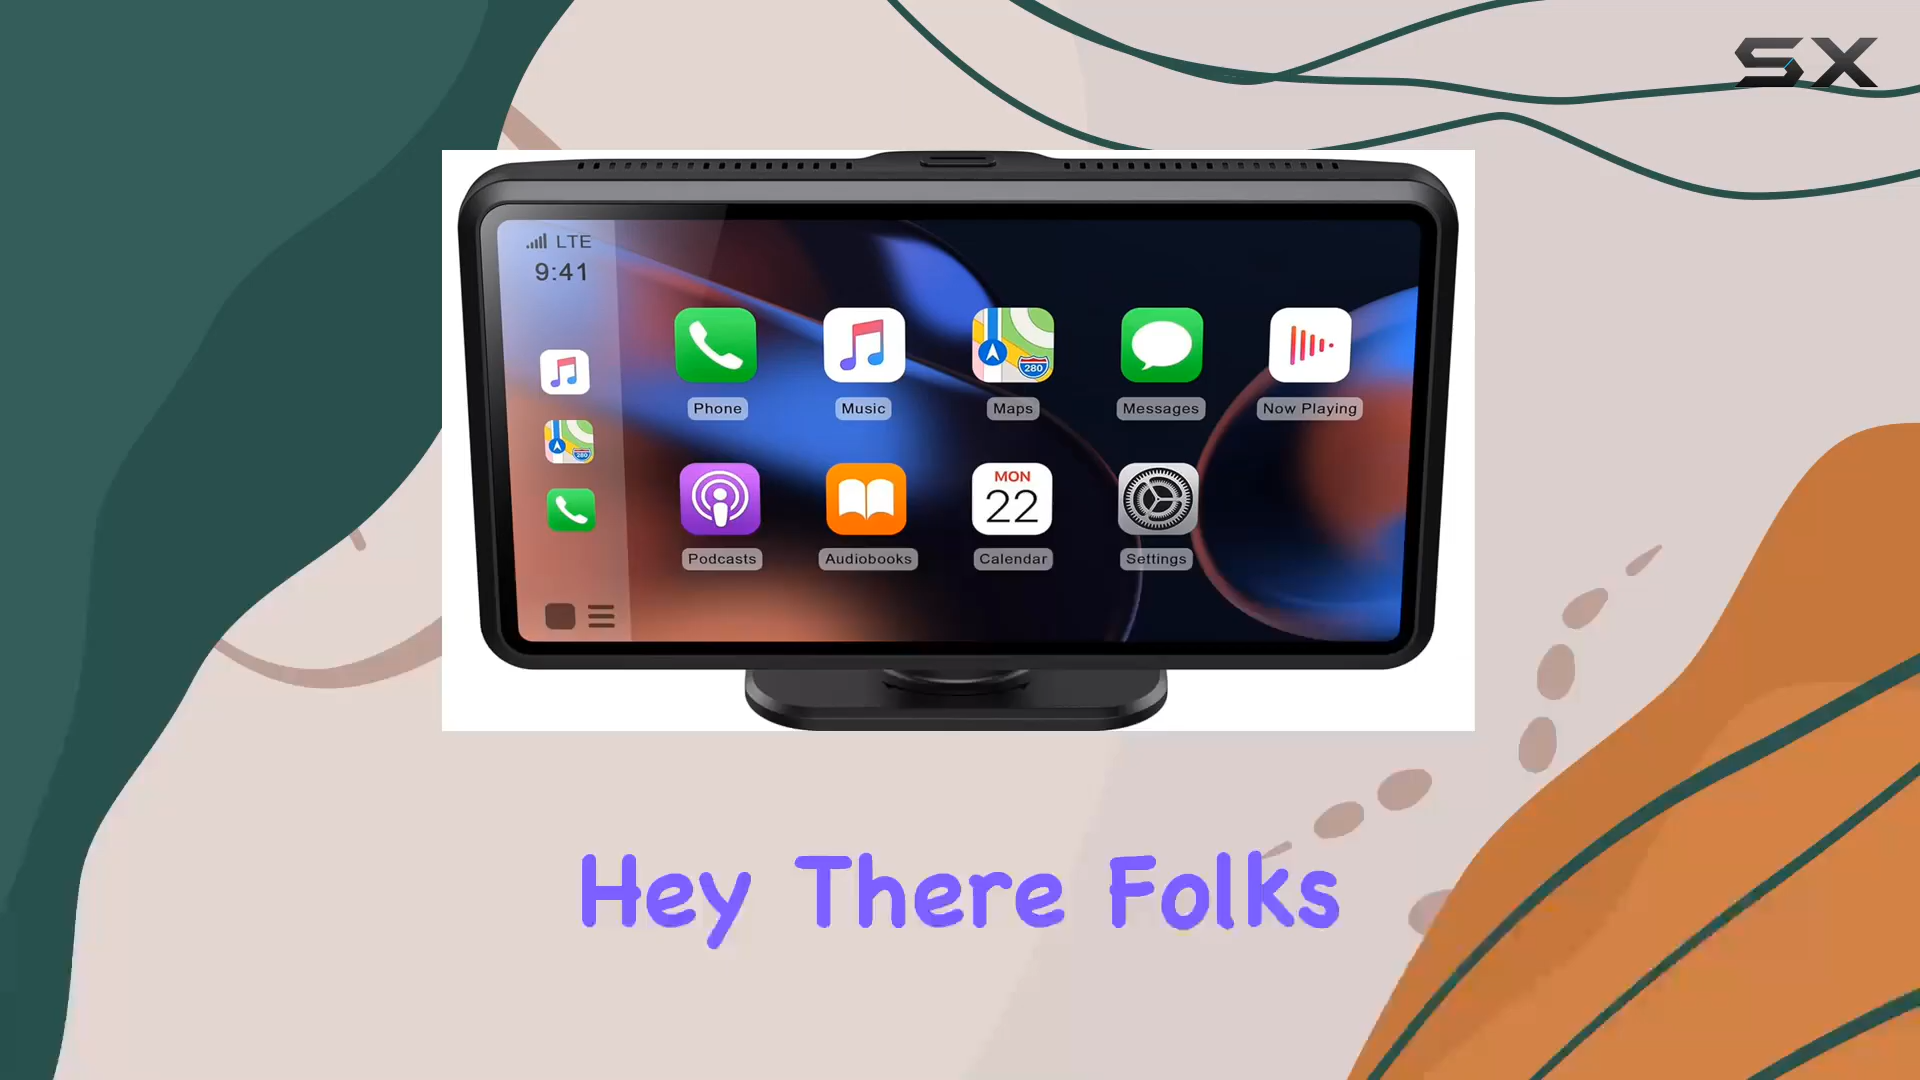 SX
LTE
9:41
280
Phone
Music
Maps
Messages
Now Playing
280
MON
22
Podcasts
Audiobooks
Calendar
Settings
Hey There Folks